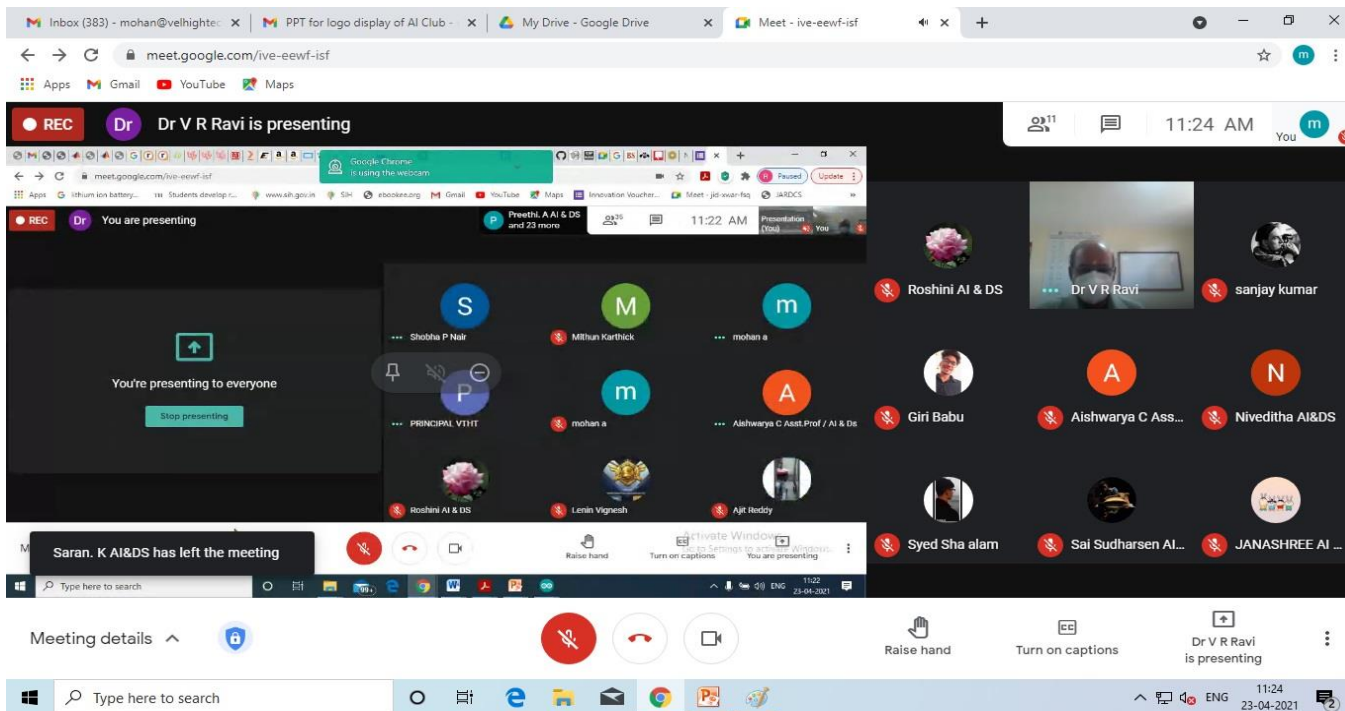 Inbox (383) - mohan@velhightec
PPT for logo display of AI Club -
My Drive - Google Drive
Meet - ive-eewf-isf
meet.google.com/ive-eewf-isf
m
Apps Gmail YouTube Maps
REC Dr Dr V R Ravi is presenting
11 11:24 AM You m
Google Chrome
is using the webcam
meet.google.com/ive-eewf-isf
Paused Update
Apps lithium ion battery... Students develop r... www.sih.gov.in SIH ebookee.org Gmail YouTube Maps Innovation Voucher... Meet - jid-xwar-fsq JARDCS
REC Dr You are presenting
P Preethi. A AI & DS
and 23 more
11:22 AM
Presentation
(You) You
You're presenting to everyone
Stop presenting
S M m
Shobha P Nair Mithun Karthick mohan a
P m A
PRINCIPAL VTHT mohan a Aishwarya C Asst.Prof / AI & Ds
Roshini AI & DS Lenin Vignesh Ajit Reddy
Roshini AI & DS Dr V R Ravi sanjay kumar
A N
Giri Babu Aishwarya C Ass... Niveditha AI&DS
Syed Sha alam Sai Sudharsen AI... JANASHREE AI ...
Saran. K AI&DS has left the meeting
Activate Windows
Raise hand Turn on captions You are presenting
Type here to search
ENG 11:22
23-04-2021
Meeting details
Raise hand
CC
Turn on captions
Dr V R Ravi
is presenting
Type here to search
ENG 11:24
23-04-2021
2